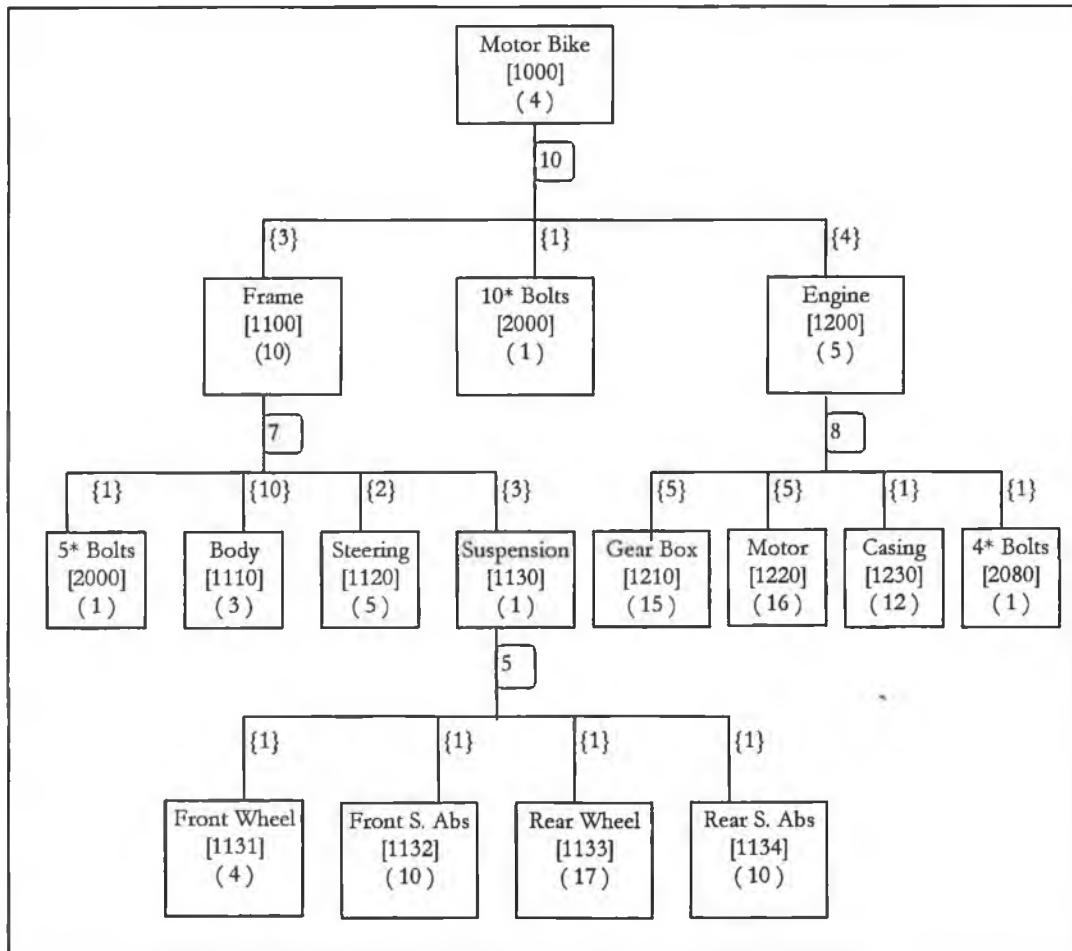 Motor Bike
[1000]
( 4 )
10
{3}
{1}
{4}
Frame
[1100]
(10)
10* Bolts
[2000]
( 1 )
Engine
[1200]
( 5 )
7
8
{1}
{10}
{2}
{3}
{5}
{5}
{1}
{1}
5* Bolts
[2000]
( 1 )
Body
[1110]
( 3 )
Steering
[1120]
( 5 )
Suspension
[1130]
( 1 )
Gear Box
[1210]
( 15 )
Motor
[1220]
( 16 )
Casing
[1230]
( 12 )
4* Bolts
[2080]
( 1 )
5
{1}
{1}
{1}
{1}
Front Wheel
[1131]
( 4 )
Front S. Abs
[1132]
( 10 )
Rear Wheel
[1133]
( 17 )
Rear S. Abs
[1134]
( 10 )